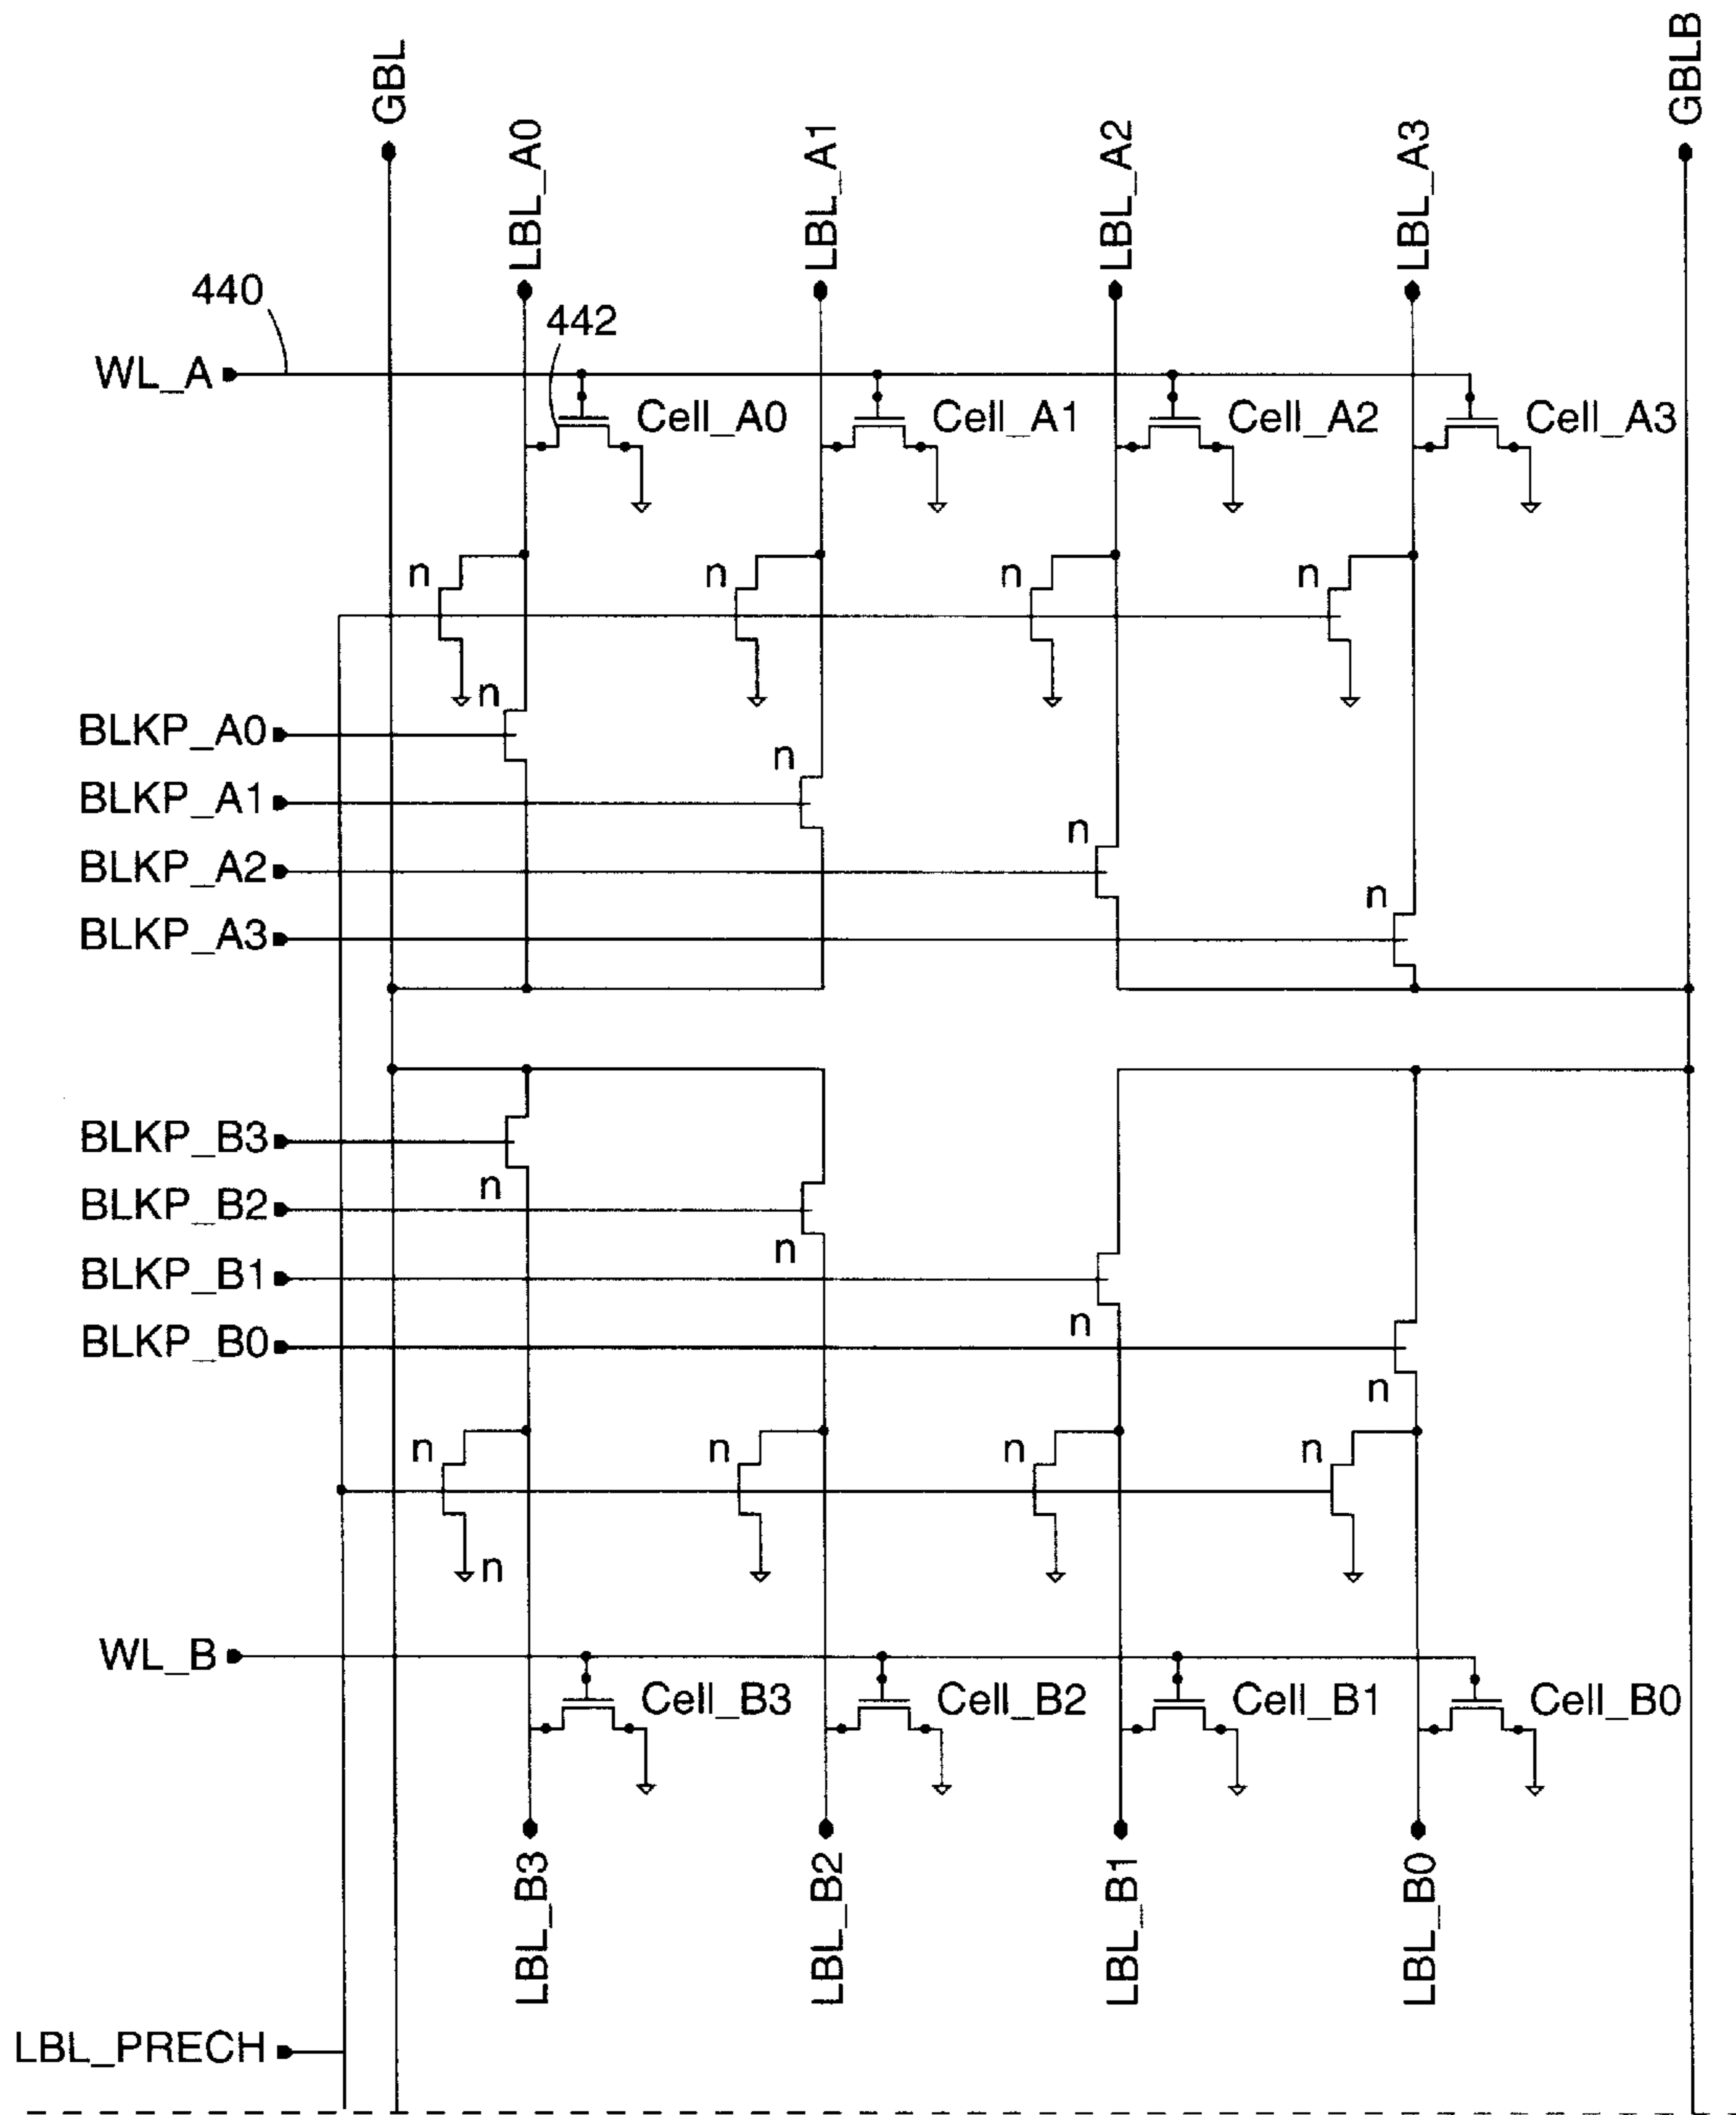 GBL
GBLB
LBL_A0
LBL_A1
LBL_A2
LBL_A3
440
442
WL_A
Cell_A0
Cell_A1
Cell_A2
Cell_A3
n
n
n
n
n
BLKP_A0
n
BLKP_A1
n
BLKP_A2
n
BLKP_A3
BLKP_B3
n
BLKP_B2
n
BLKP_B1
n
BLKP_B0
n
n
n
n
n
n
WL_B
Cell_B3
Cell_B2
Cell_B1
Cell_B0
LBL_B3
LBL_B2
LBL_B1
LBL_B0
LBL_PRECH